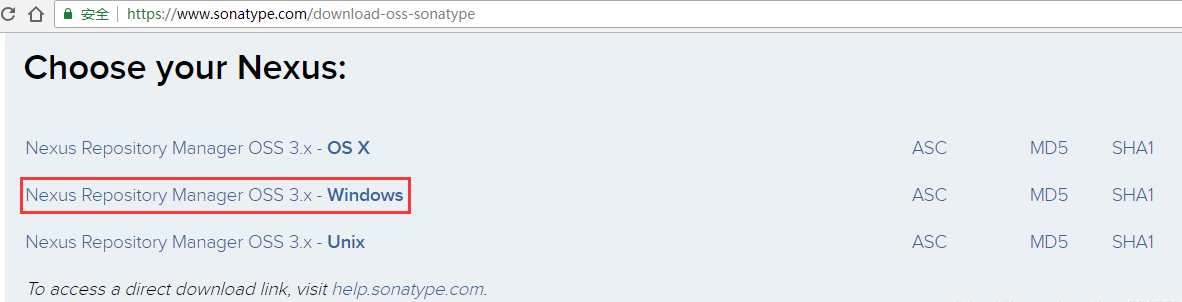 安全 https://www.sonatype.com/download-oss-sonatype
Choose your Nexus:
Nexus Repository Manager OSS 3.x - OS X ASC MD5 SHA1
Nexus Repository Manager OSS 3.x - Windows ASC MD5 SHA1
Nexus Repository Manager OSS 3.x - Unix ASC MD5 SHA1
To access a direct download link, visit help.sonatype.com.